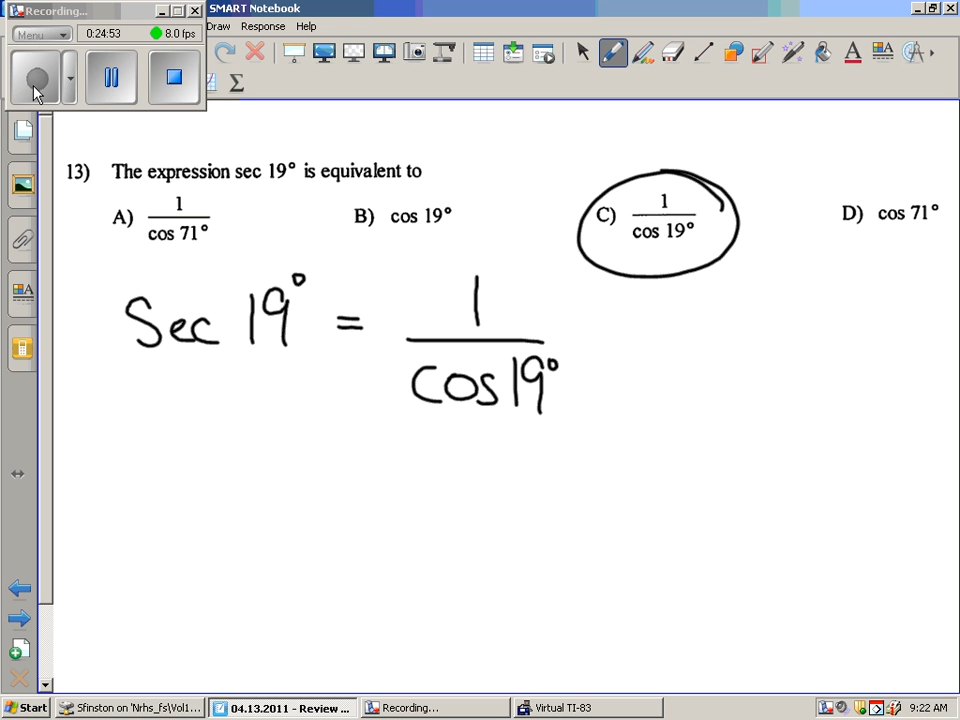 Recording...
SMART Notebook
Menu
0:24:53
8.0 fps
Draw Response Help
13) The expression sec 19° is equivalent to
A) 1
cos 71°
B) cos 19°
C) 1
cos 19°
D) cos 71°
Sec 19° = 1
cos 19°
Start
Sfinston on 'Nrhs_fs\Vol1...
04.13.2011 - Review ...
Recording...
Virtual TI-83
9:22 AM